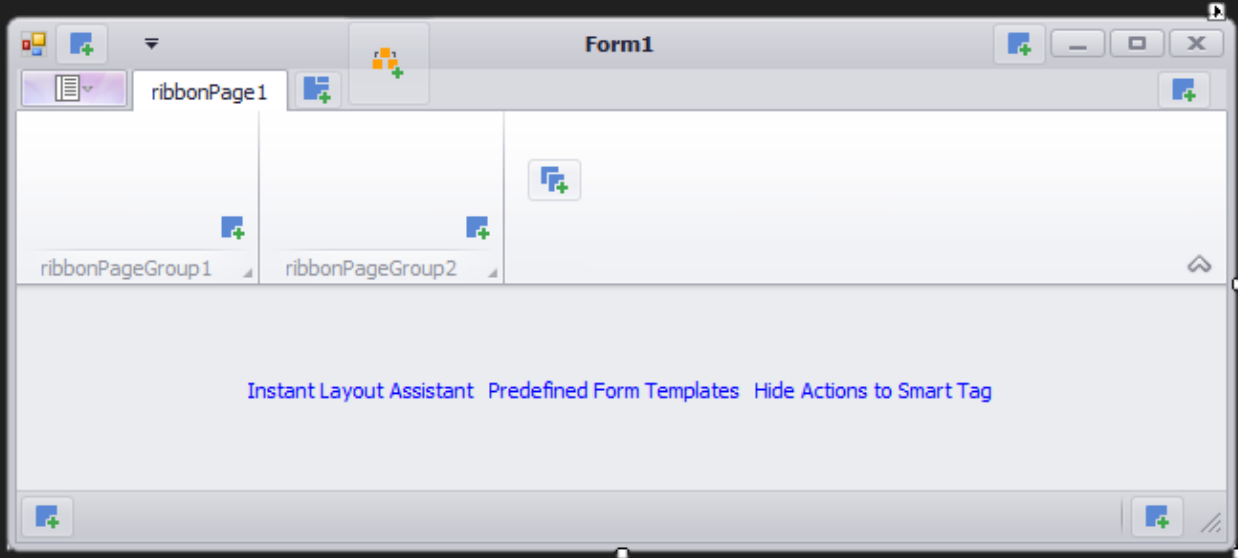 Form1
ribbonPage1
ribbonPageGroup1 ribbonPageGroup2
Instant Layout Assistant Predefined Form Templates Hide Actions to Smart Tag